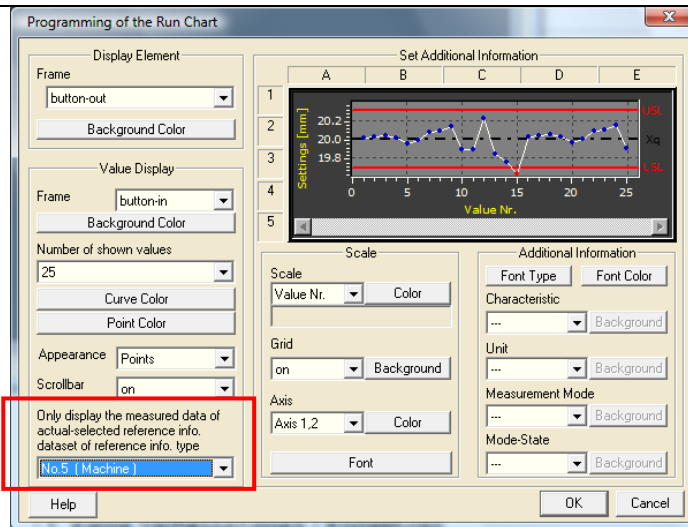 Programming of the Run Chart
x
Display Element
Frame
button-out
Background Color
Value Display
Frame button-in
Background Color
Number of shown values
25
Curve Color
Point Color
Appearance Points
Scrollbar on
Only display the measured data of
actual-selected reference info.
dataset of reference info. type
No.5 ( Machine )
Help
Set Additional Information
A B C D E
1
2
3
4
5
Settings [mm]
20.2
20.0
19.8
USL
Xq
LSL
0 5 10 15 20 25
Value Nr.
Scale
Scale
Value Nr. Color
Grid
on Background
Axis
Axis 1,2 Color
Font
Additional Information
Font Type Font Color
Characteristic
--- Background
Unit
--- Background
Measurement Mode
--- Background
Mode-State
--- Background
OK Cancel